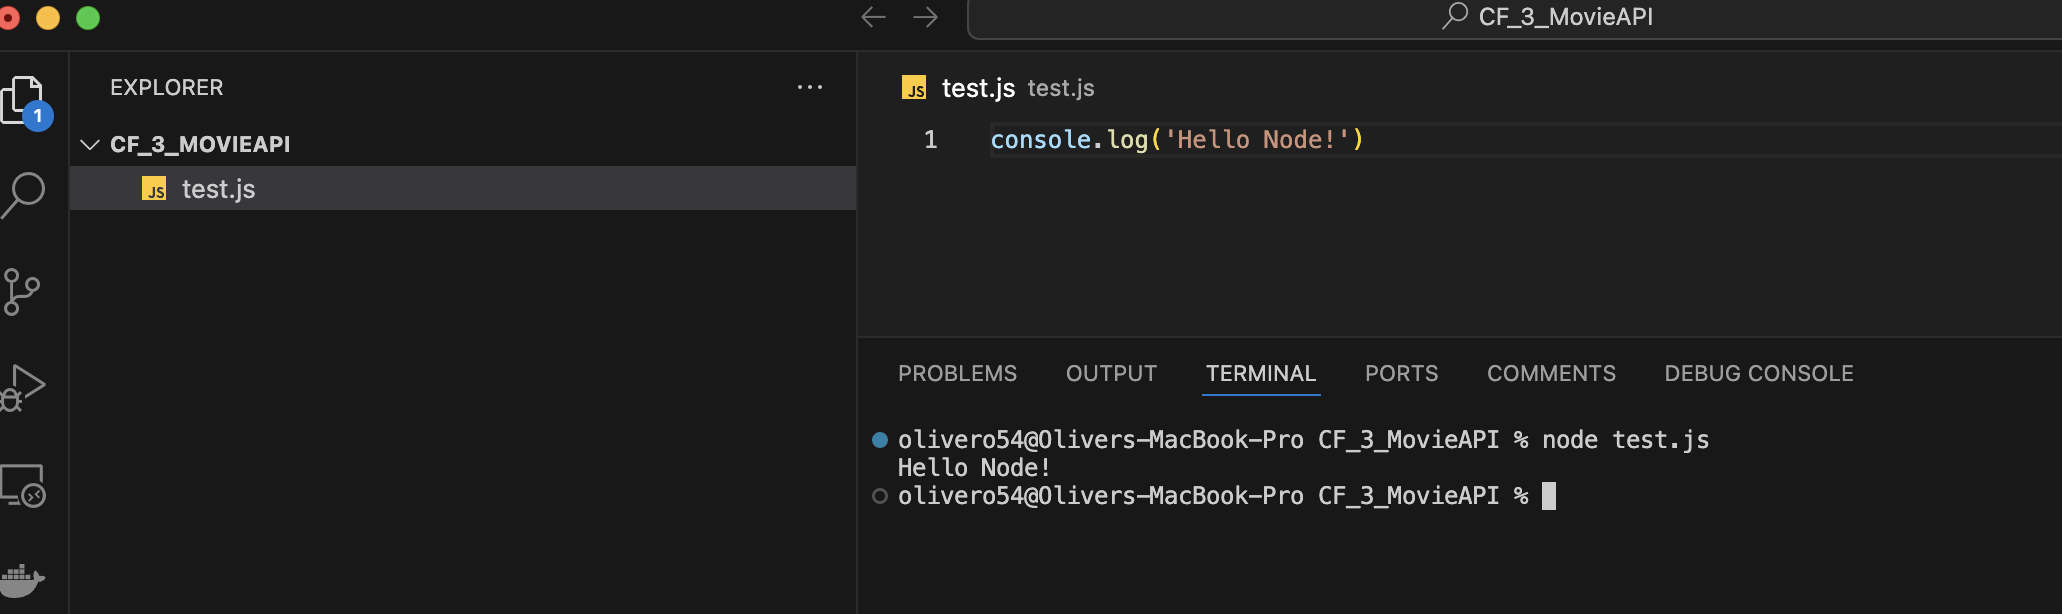 CF_3_MovieAPI
1
EXPLORER
CF_3_MOVIEAPI
JS test.js
JS test.js test.js
1 console.log('Hello Node!')
PROBLEMS OUTPUT TERMINAL PORTS COMMENTS DEBUG CONSOLE
olivero54@Olivers-MacBook-Pro CF_3_MovieAPI % node test.js
Hello Node!
olivero54@Olivers-MacBook-Pro CF_3_MovieAPI %